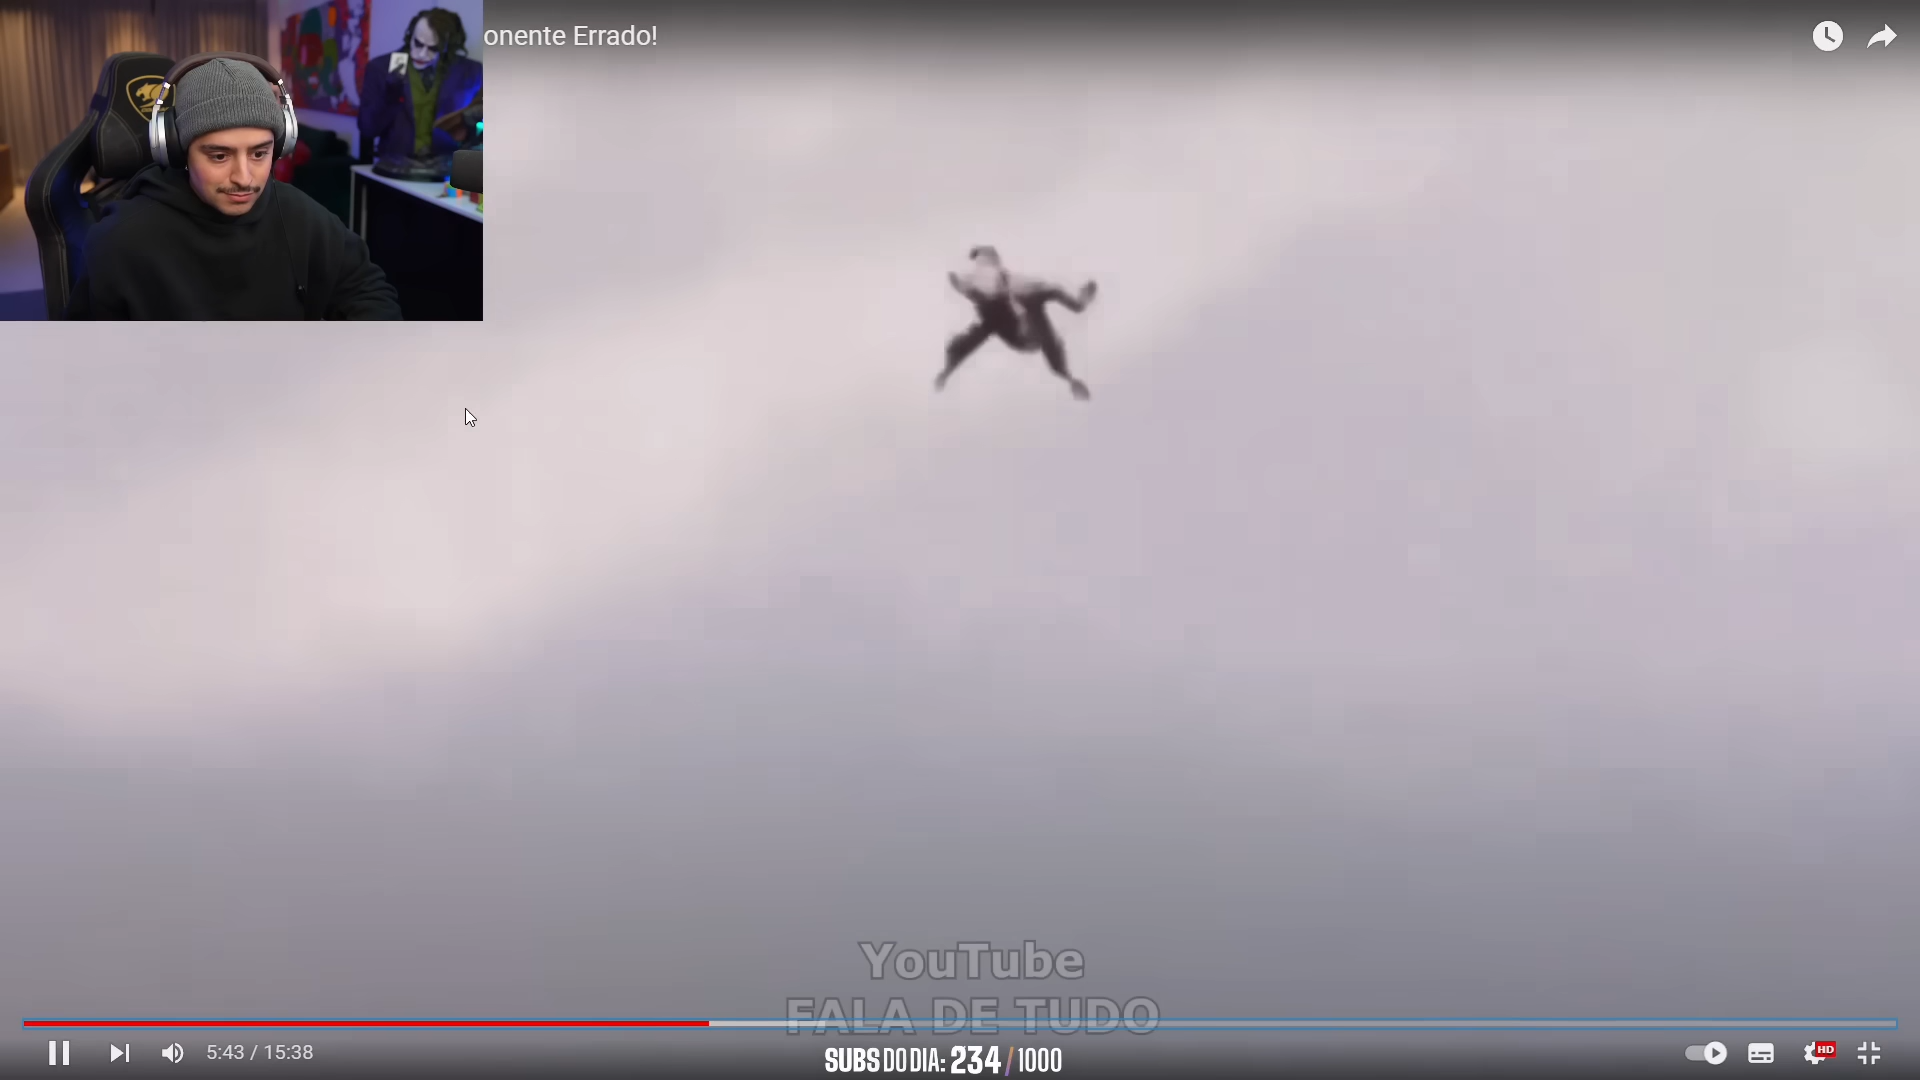 onente Errado!
YouTube
FALA DE TUDO
5:43 / 15:38
HD
SUBS DO DIA: 234/1000